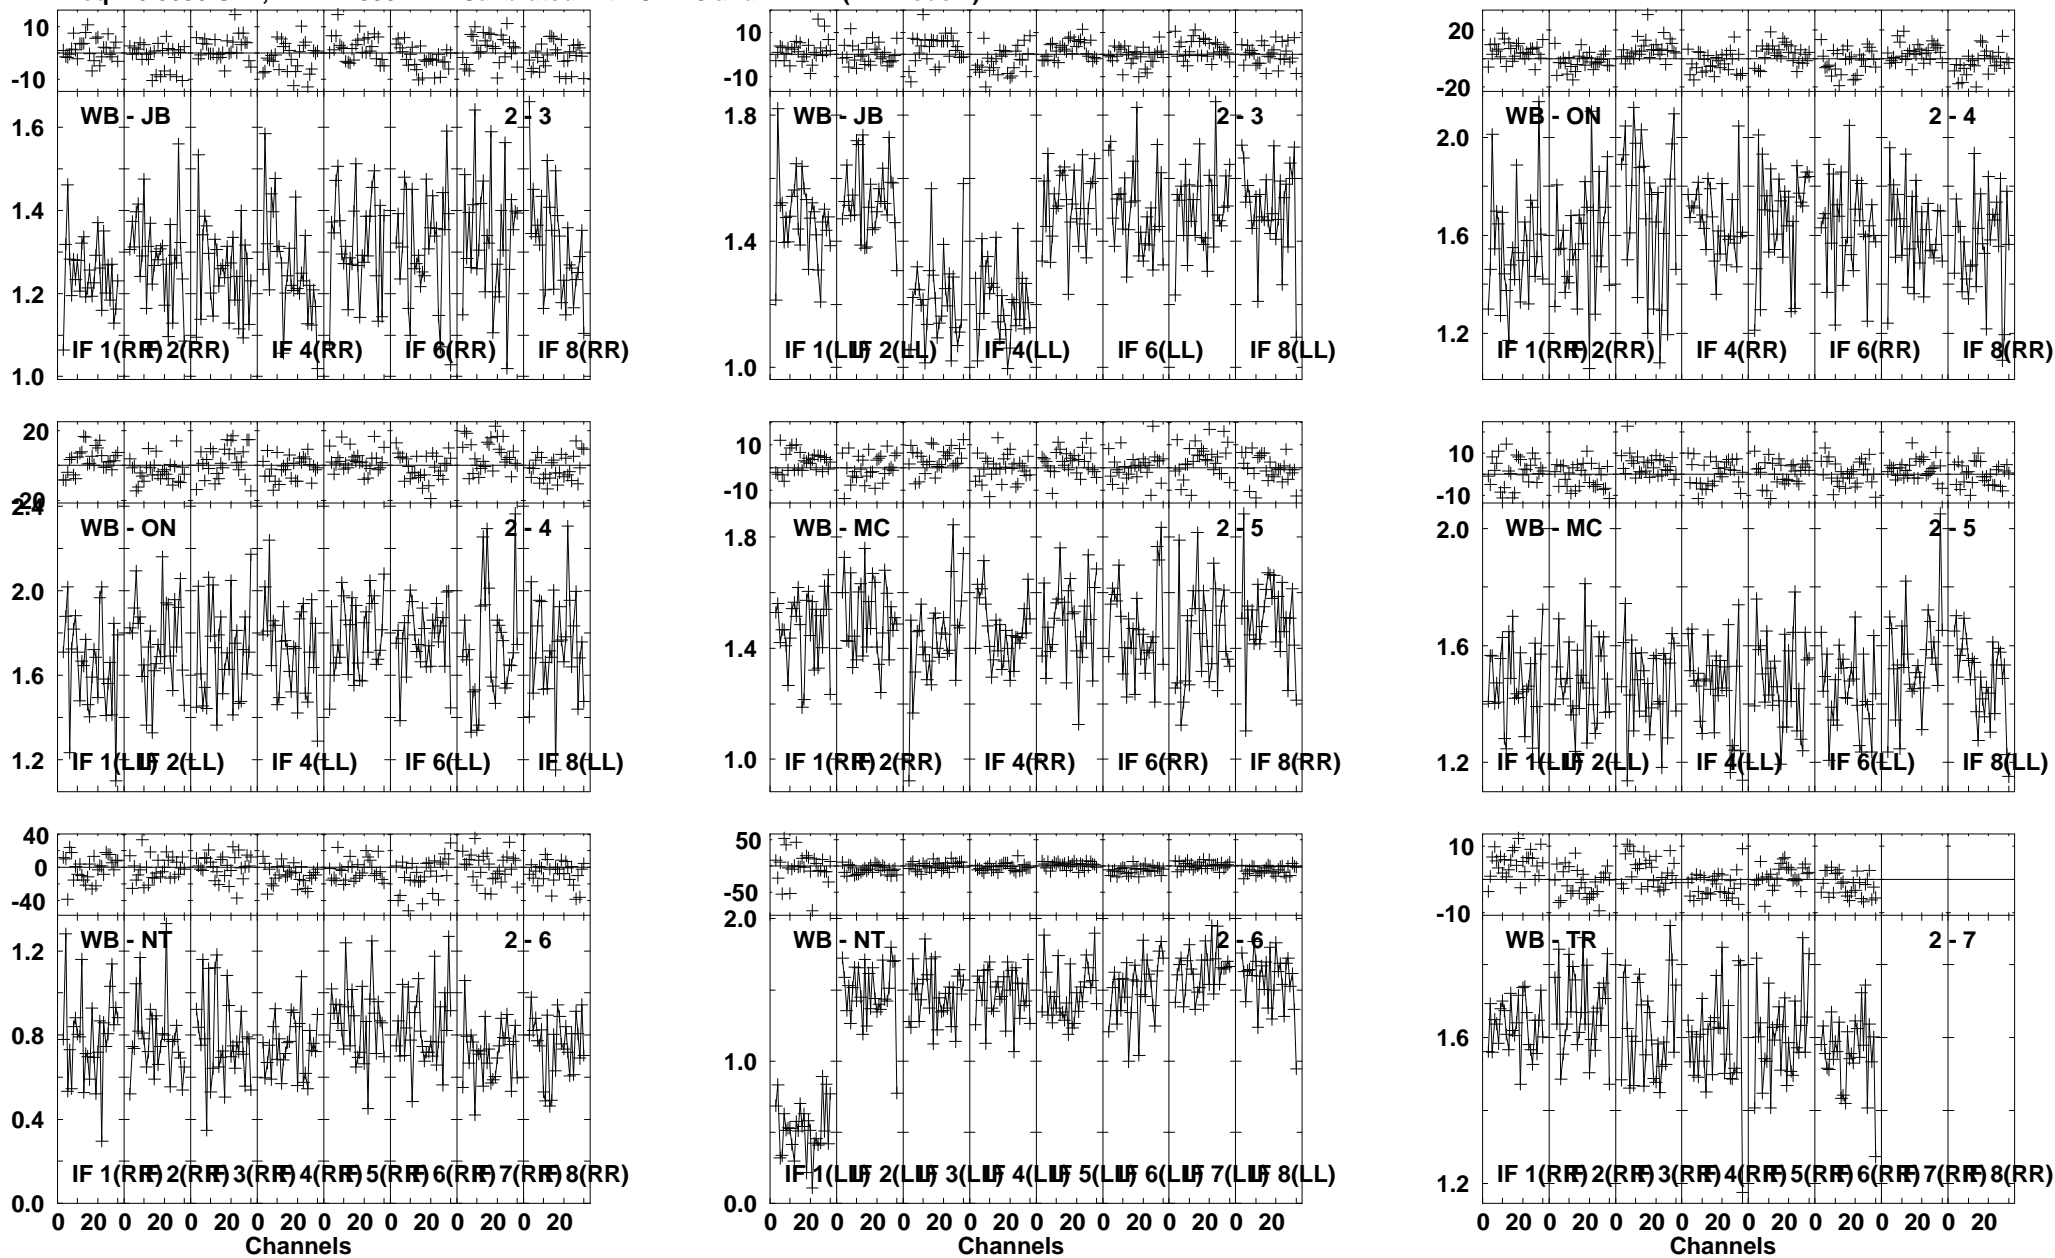 10
-10
WB - JB
2 - 3
1.6
1.4
1.2
1.0
IF 1(RR) IF 2(RR) IF 4(RR) IF 6(RR) IF 8(RR)
10
-10
WB - JB
2 - 3
1.8
1.4
1.0
IF 1(LL) IF 2(LL) IF 4(LL) IF 6(LL) IF 8(LL)
20
-20
WB - ON
2 - 4
2.0
1.6
1.2
IF 1(RR) IF 2(RR) IF 4(RR) IF 6(RR) IF 8(RR)
20
-20
2.4
WB - ON
2 - 4
2.0
1.6
1.2
IF 1(LL) IF 2(LL) IF 4(LL) IF 6(LL) IF 8(LL)
10
-10
WB - MC
2 - 5
1.8
1.4
1.0
IF 1(RR) IF 2(RR) IF 4(RR) IF 6(RR) IF 8(RR)
10
-10
WB - MC
2 - 5
2.0
1.6
1.2
IF 1(LL) IF 2(LL) IF 4(LL) IF 6(LL) IF 8(LL)
40
0
-40
WB - NT
2 - 6
1.2
0.8
0.4
0.0
IF 1(RR) IF 2(RR) IF 3(RR) IF 4(RR) IF 5(RR) IF 6(RR) IF 7(RR) IF 8(RR)
0 20 0 20 0 20 0 20 0 20 0 20 0 20 0 20
Channels
50
-50
2.0
WB - NT
2 - 6
1.0
0.0
IF 1(LL) IF 2(LL) IF 3(LL) IF 4(LL) IF 5(LL) IF 6(LL) IF 7(LL) IF 8(LL)
0 20 0 20 0 20 0 20 0 20 0 20 0 20 0 20
Channels
10
-10
WB - TR
2 - 7
1.6
1.2
IF 1(RR) IF 2(RR) IF 3(RR) IF 4(RR) IF 5(RR) IF 6(RR) IF 7(RR) IF 8(RR)
0 20 0 20 0 20 0 20 0 20 0 20 0 20 0 20
Channels